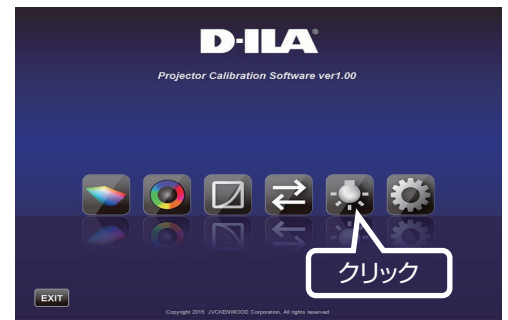 D-ILA®
Projector Calibration Software ver1.00
クリック
EXIT
Copyright 2015 JVCKENWOOD Corporation. All rights reserved